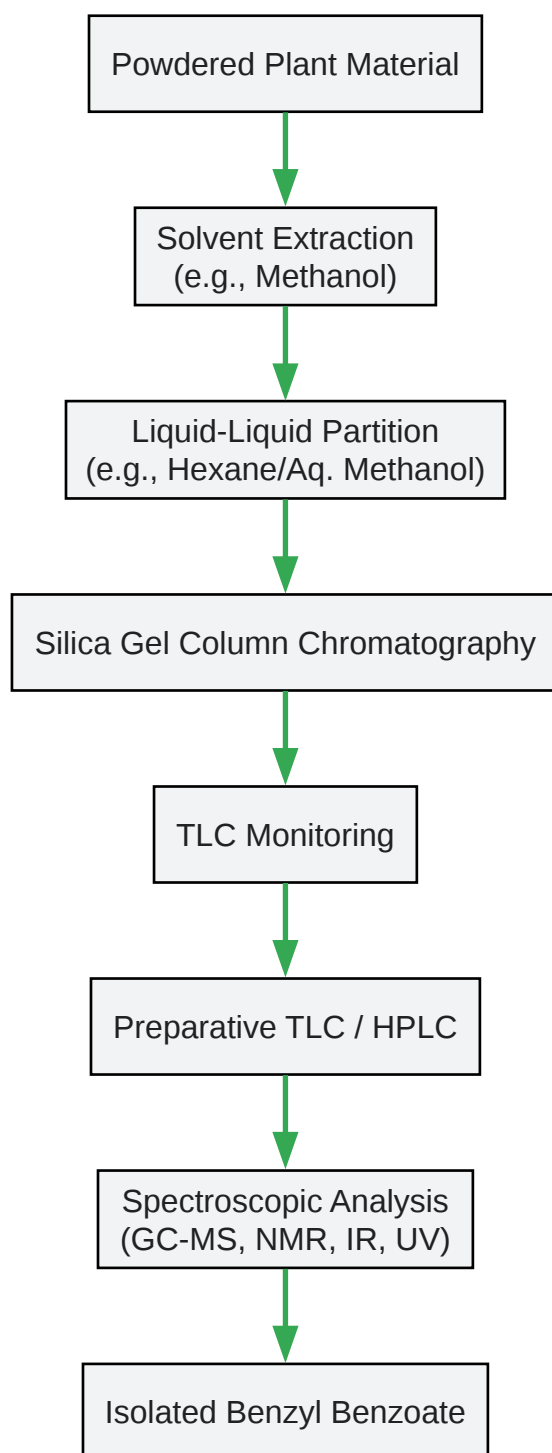 Powdered Plant Material
Solvent Extraction
(e.g., Methanol)
Liquid-Liquid Partition
(e.g., Hexane/Aq. Methanol)
Silica Gel Column Chromatography
TLC Monitoring
Preparative TLC / HPLC
Spectroscopic Analysis
(GC-MS, NMR, IR, UV)
Isolated Benzyl Benzoate